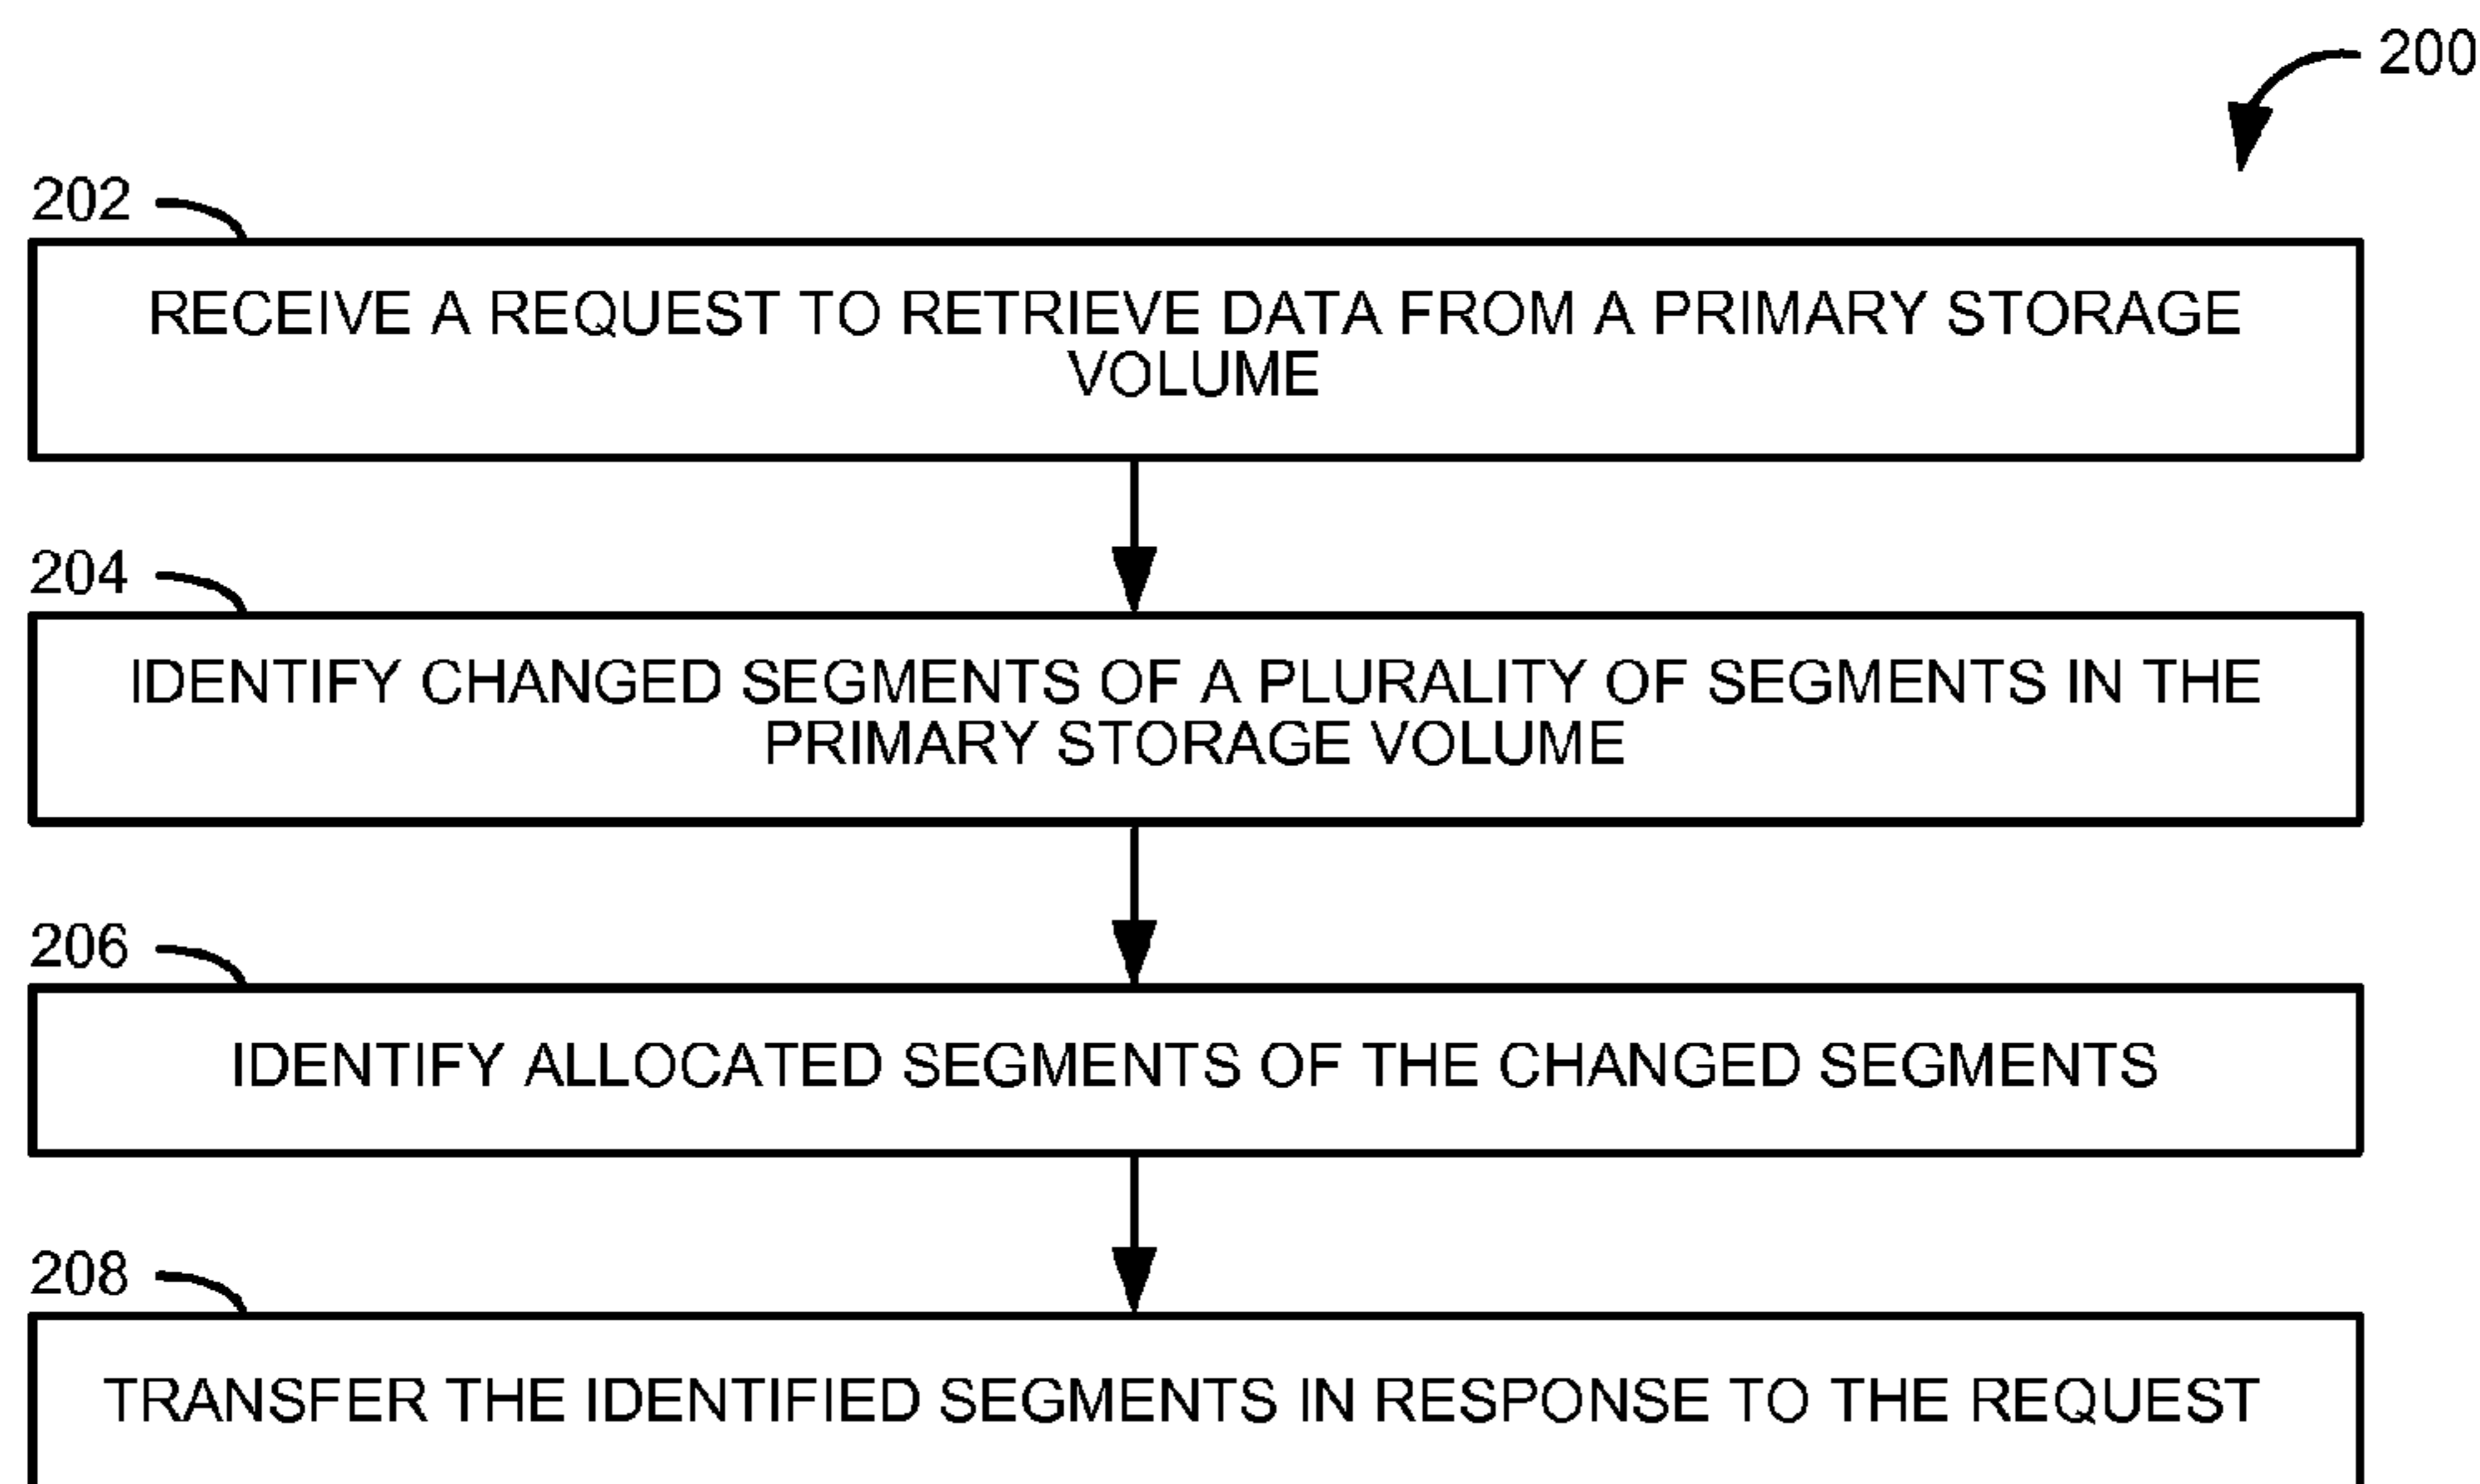 200
202
RECEIVE A REQUEST TO RETRIEVE DATA FROM A PRIMARY STORAGE
VOLUME
204
IDENTIFY CHANGED SEGMENTS OF A PLURALITY OF SEGMENTS IN THE
PRIMARY STORAGE VOLUME
206
IDENTIFY ALLOCATED SEGMENTS OF THE CHANGED SEGMENTS
208
TRANSFER THE IDENTIFIED SEGMENTS IN RESPONSE TO THE REQUEST